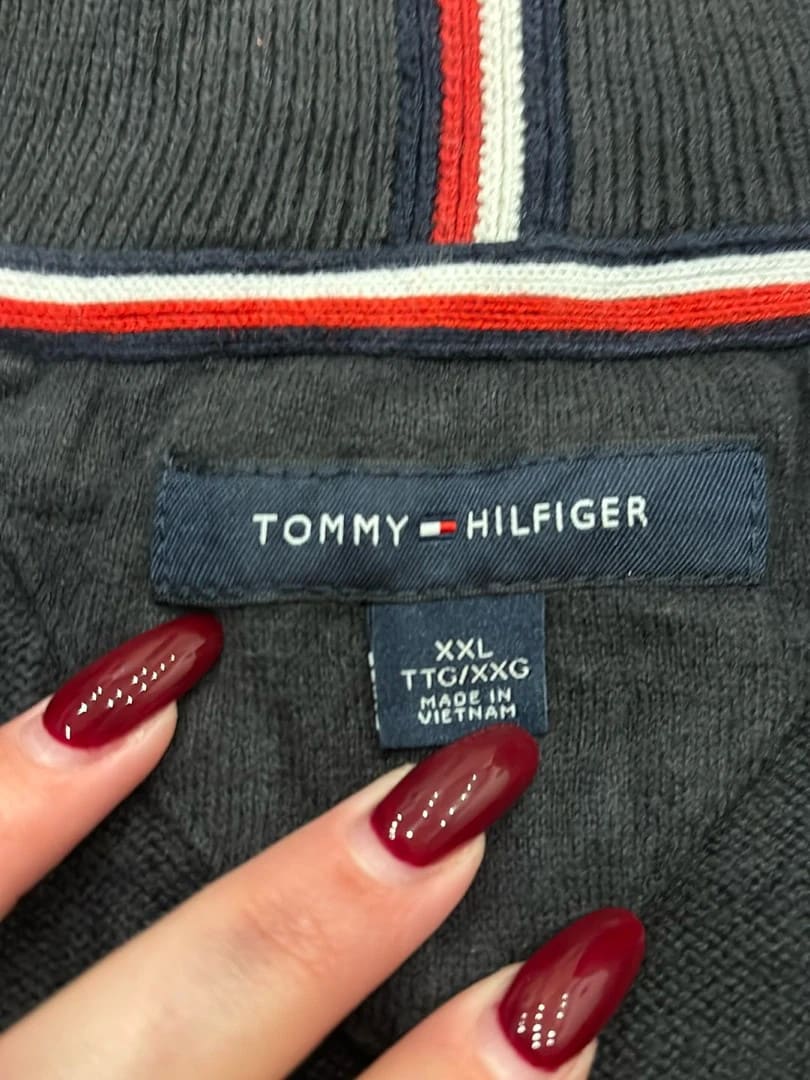 TOMMY HILFIGER
XXL
TTG/XXG
MADE IN
VIETNAM